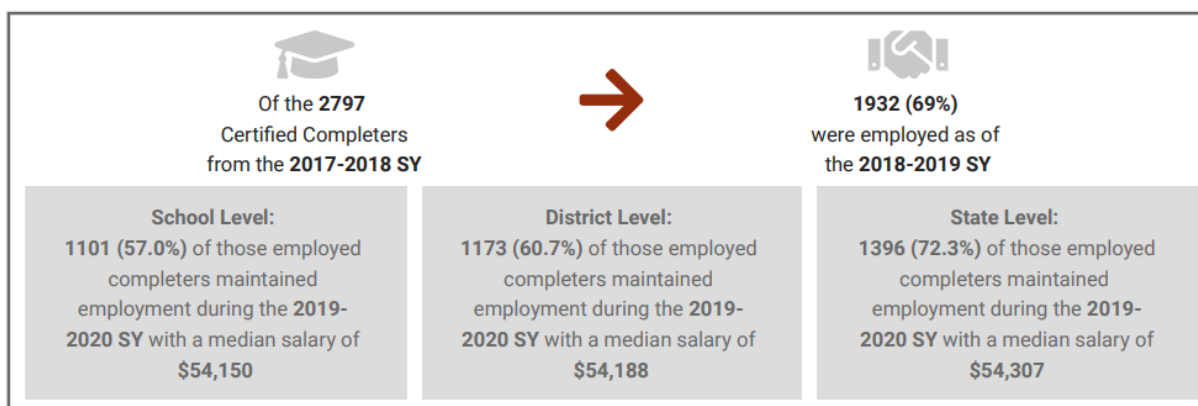 Of the 2797
Certified Completers
from the 2017-2018 SY
1932 (69%)
were employed as of
the 2018-2019 SY
School Level:
1101 (57.0%) of those employed
completers maintained
employment during the 2019-
2020 SY with a median salary of
$54,150
District Level:
1173 (60.7%) of those employed
completers maintained
employment during the 2019-
2020 SY with a median salary of
$54,188
State Level:
1396 (72.3%) of those employed
completers maintained
employment during the 2019-
2020 SY with a median salary of
$54,307